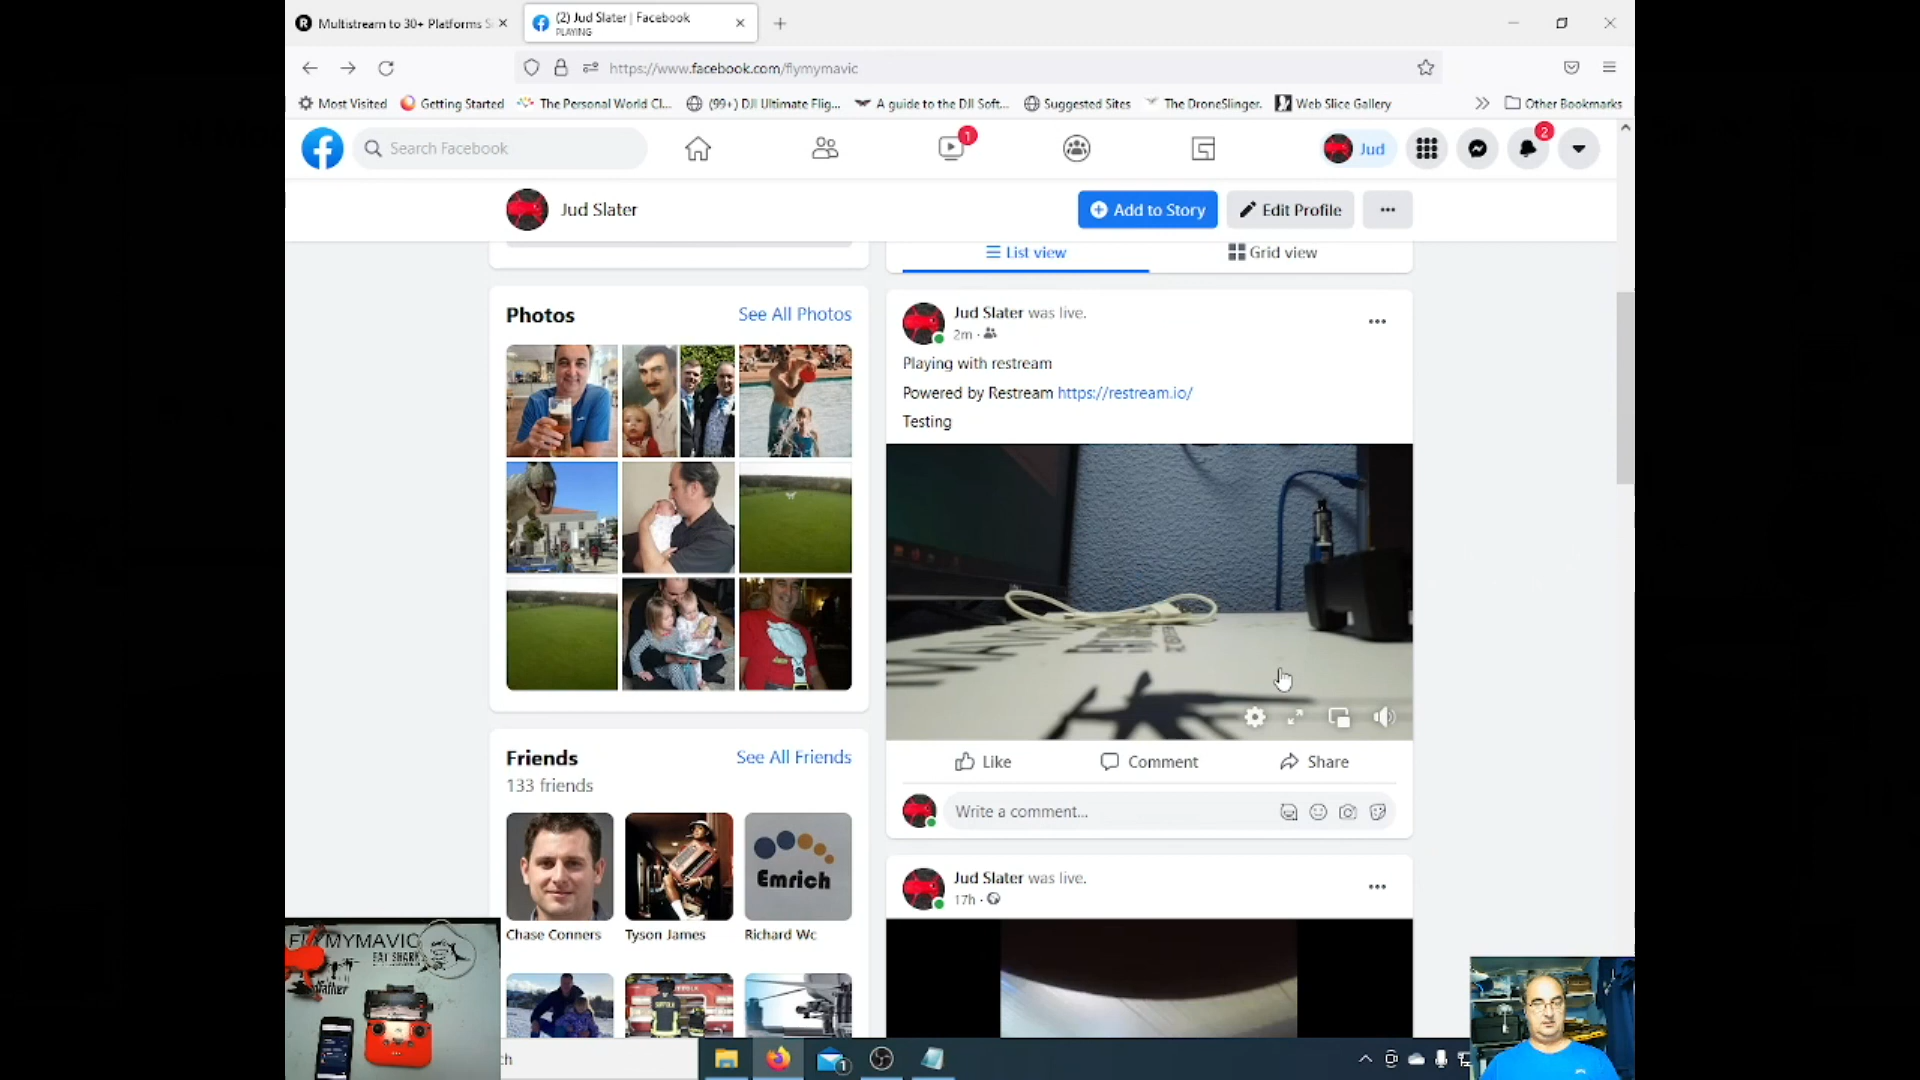 Multistream to 30+ Platforms S
(2) Jud Slater | Facebook
PLAYING
https://www.facebook.com/flymymavic
Most Visited
Getting Started
The Personal World Cl...
(99+) DJI Ultimate Flig...
A guide to the DJI Soft...
Suggested Sites
The DroneSlinger.
Web Slice Gallery
Other Bookmarks
Search Facebook
1
Jud
2
Jud Slater
Add to Story
Edit Profile
List view
Grid view
Photos
See All Photos
Jud Slater was live.
2m
Playing with restream
Powered by Restream https://restream.io/
Testing
Like
Comment
Share
Write a comment...
Friends
See All Friends
133 friends
Emrich
Chase Conners
Tyson James
Richard Wc
Jud Slater was live.
17h
FLYMYMAVIC
ch
1